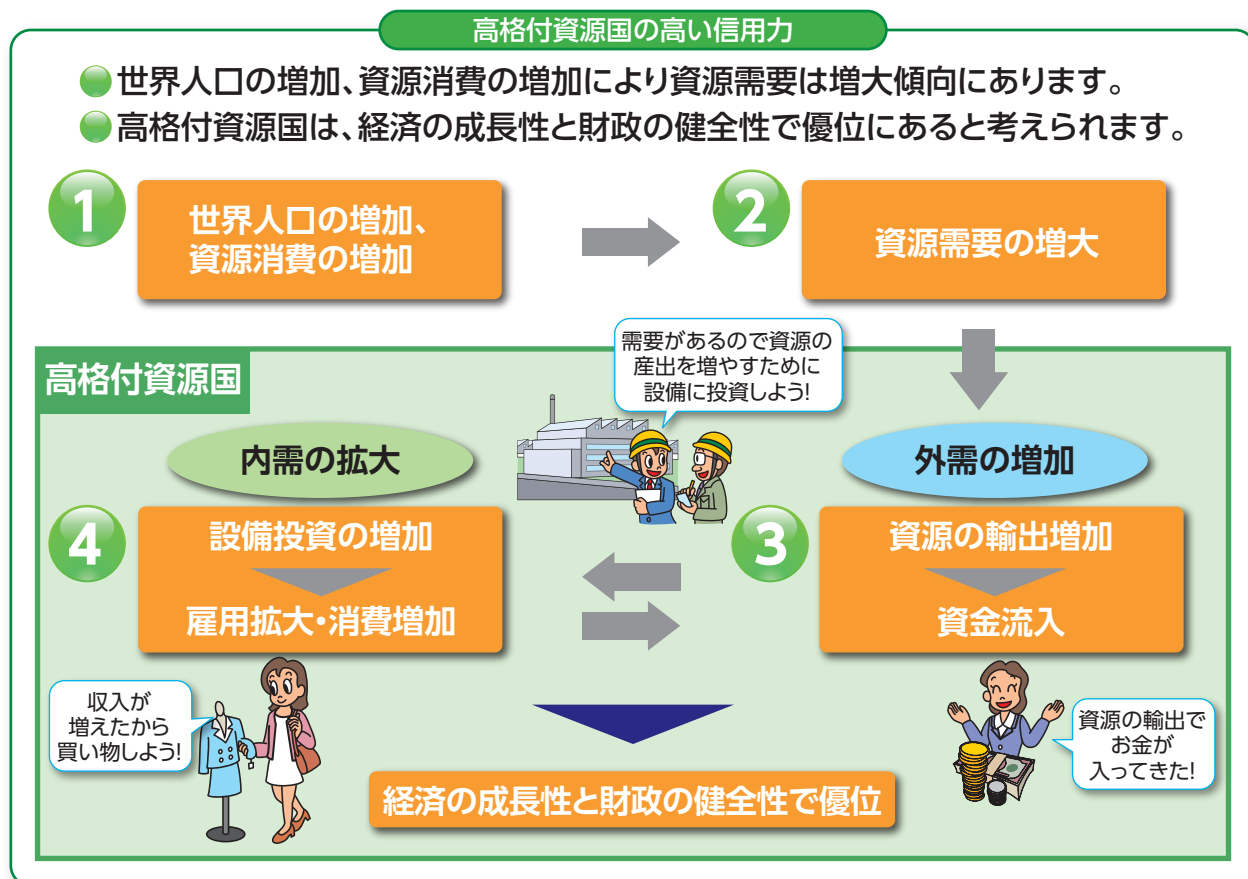 高格付資源国の高い信用力
世界人口の増加、資源消費の増加により資源需要は増大傾向にあります。
高格付資源国は、経済の成長性と財政の健全性で優位にあると考えられます。
1
世界人口の増加、
資源消費の増加
2
資源需要の増大
需要があるので資源の
産出を増やすために
設備に投資しよう!
高格付資源国
内需の拡大
外需の増加
4
設備投資の増加
雇用拡大・消費増加
3
資源の輸出増加
資金流入
収入が
増えたから
買い物しよう!
資源の輸出で
お金が
入ってきた!
経済の成長性と財政の健全性で優位